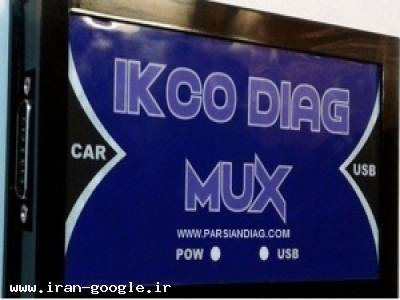 IKCO DIAG
CAR
USB
MUX
WWW.PARSIANDIAG.COM
POW USB
www.iran-google.ir